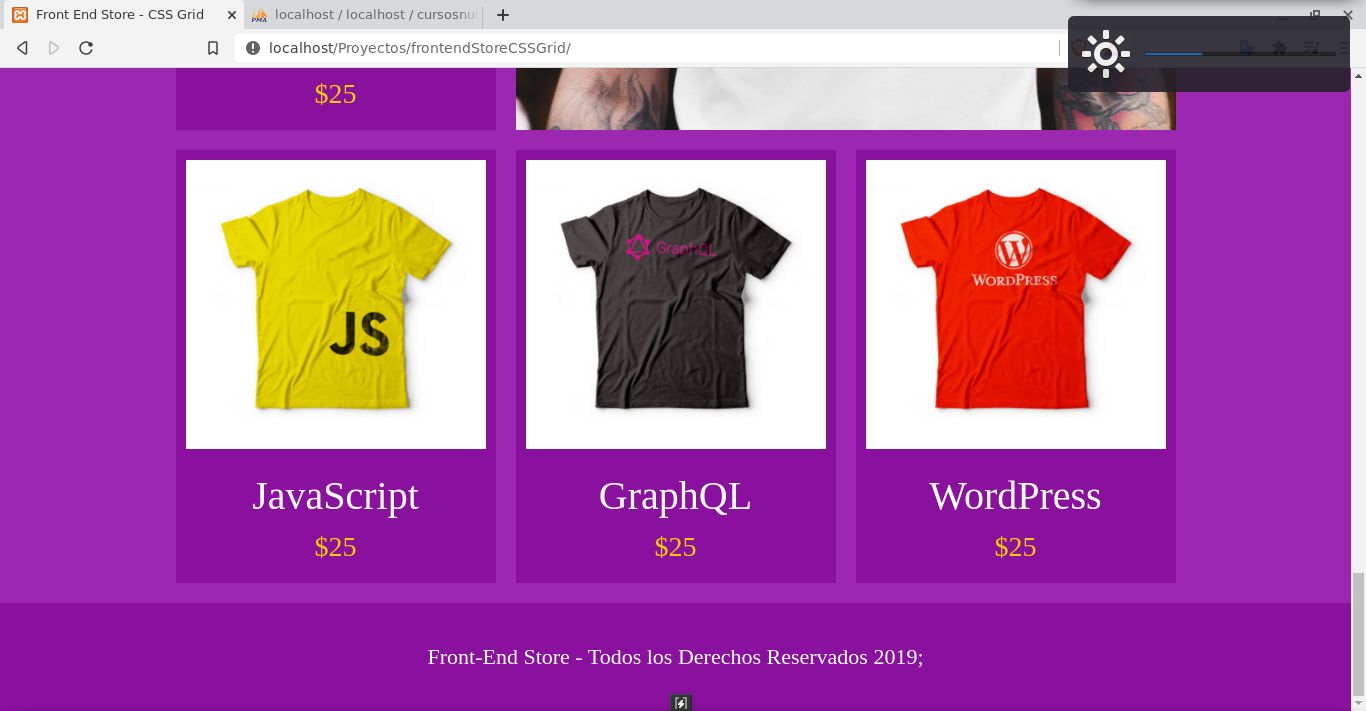 Front End Store - CSS Grid
localhost / localhost / cursosnu
localhost/Proyectos/frontendStoreCSSGrid/
$25
JS
GraphQL
W
WORDPRESS
JavaScript
GraphQL
WordPress
$25
$25
$25
Front-End Store - Todos los Derechos Reservados 2019;